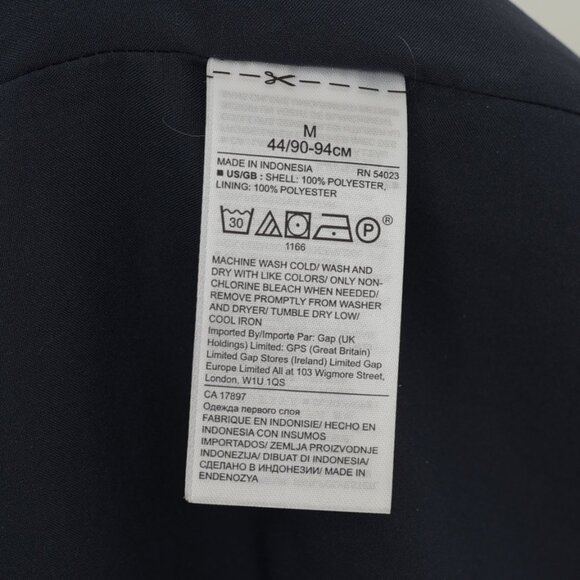 M
44/90-94см
MADE IN INDONESIA RN 54023
■ US/GB : SHELL: 100% POLYESTER,
LINING: 100% POLYESTER
30 P ®
1166
MACHINE WASH COLD/ WASH AND
DRY WITH LIKE COLORS/ ONLY NON-
CHLORINE BLEACH WHEN NEEDED/
REMOVE PROMPTLY FROM WASHER
AND DRYER/ TUMBLE DRY LOW/
COOL IRON
Imported By/Importe Par: Gap (UK
Holdings) Limited: GPS (Great Britain)
Limited Gap Stores (Ireland) Limited Gap
Europe Limited All at 103 Wigmore Street,
London, W1U 1QS
CA 17897
Одежда первого слоя
FABRIQUE EN INDONISIE/ HECHO EN
INDONESIA CON INSUMOS
IMPORTADOS/ ZEMLJA PROIZVODNJE
INDONEZIJA/ DIBUAT DI INDONESIA/
СДЕЛАНО В ИНДОНЕЗИИ/ MADE IN
ENDENOZYA